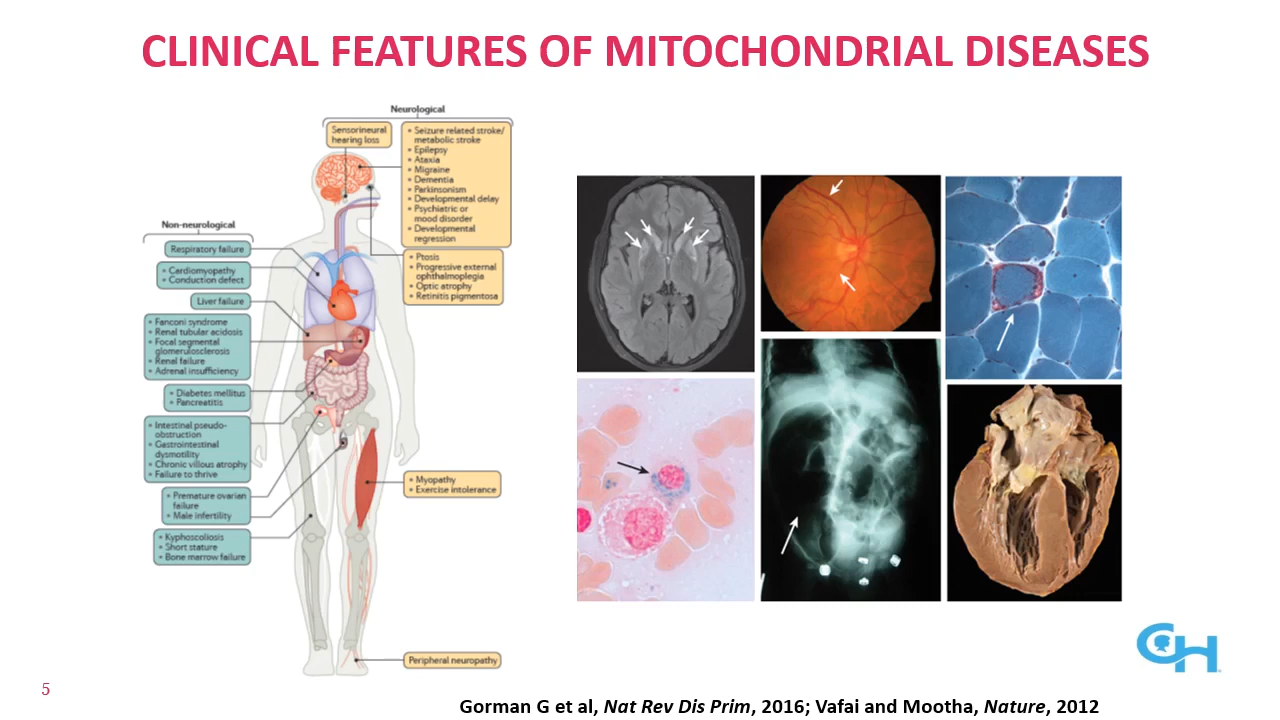 CLINICAL FEATURES OF MITOCHONDRIAL DISEASES
Neurological
Sensorineural
hearing loss
• Seizure related stroke/
metabolic stroke
• Epilepsy
• Ataxia
• Migraine
• Dementia
• Parkinsonism
• Developmental delay
• Psychiatric or
mood disorder
• Developmental
regression
• Ptosis
• Progressive external
ophthalmoplegia
• Optic atrophy
• Retinitis pigmentosa
Non-neurological
Respiratory failure
• Cardiomyopathy
• Conduction defect
Liver failure
• Fanconi syndrome
• Renal tubular acidosis
• Focal segmental
glomerulosclerosis
• Renal failure
• Adrenal insufficiency
• Diabetes mellitus
• Pancreatitis
• Intestinal pseudo-
obstruction
• Gastrointestinal
dysmotility
• Chronic villous atrophy
• Failure to thrive
• Premature ovarian
failure
• Male infertility
• Kyphoscoliosis
• Short stature
• Bone marrow failure
• Myopathy
• Exercise intolerance
Peripheral neuropathy
CH
5
Gorman G et al, Nat Rev Dis Prim, 2016; Vafai and Mootha, Nature, 2012